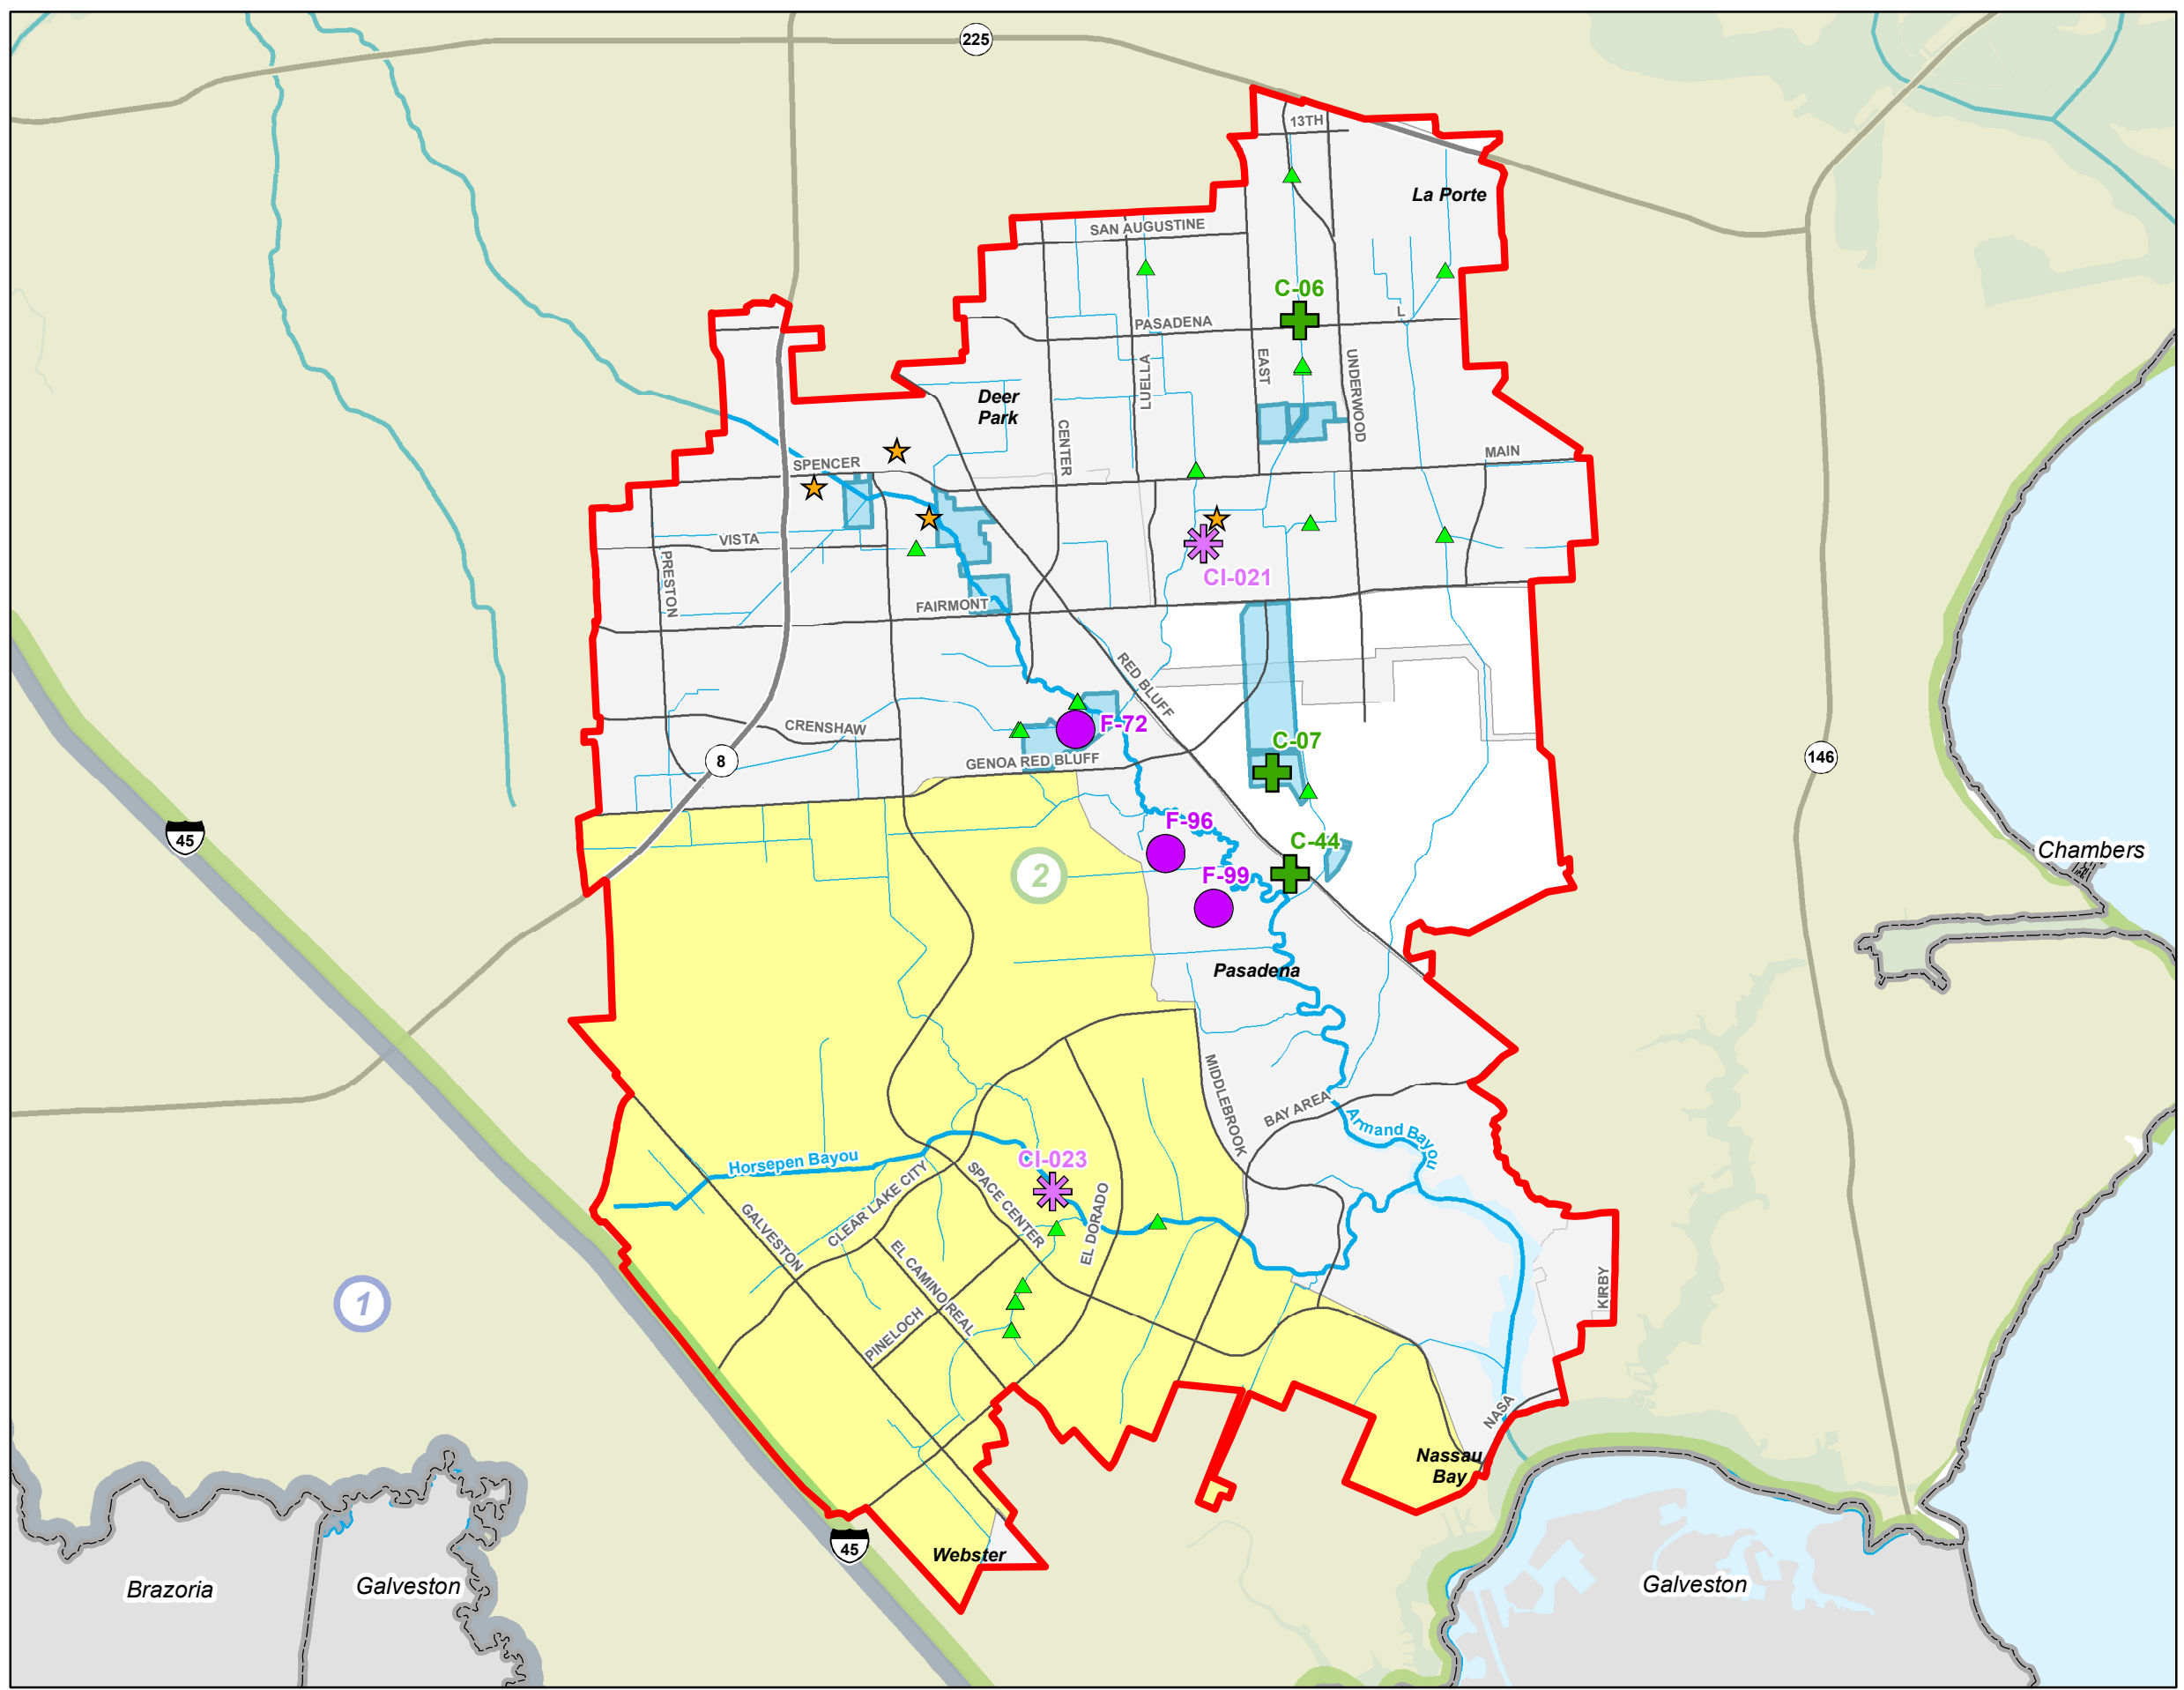 225
13TH
La Porte
SAN AUGUSTINE
C-06
L
PASADENA
EAST
LUELLA
UNDERWOOD
Deer
Park
CENTER
MAIN
SPENCER
VISTA
PRESTON
CI-021
FAIRMONT
RED BLUFF
CRENSHAW
F-72
C-07
GENOA RED BLUFF
8
146
F-96
45
C-44
Chambers
2
F-99
Pasadena
MIDDLEBROOK
BAY AREA
Armand Bayou
Horsepen Bayou
CI-023
CLEAR LAKE CITY
SPACE CENTER
EL DORADO
GALVESTON
EL CAMINO REAL
KIRBY
1
PINELOCH
NASA
Nassau
Bay
45
Webster
Brazoria
Galveston
Galveston